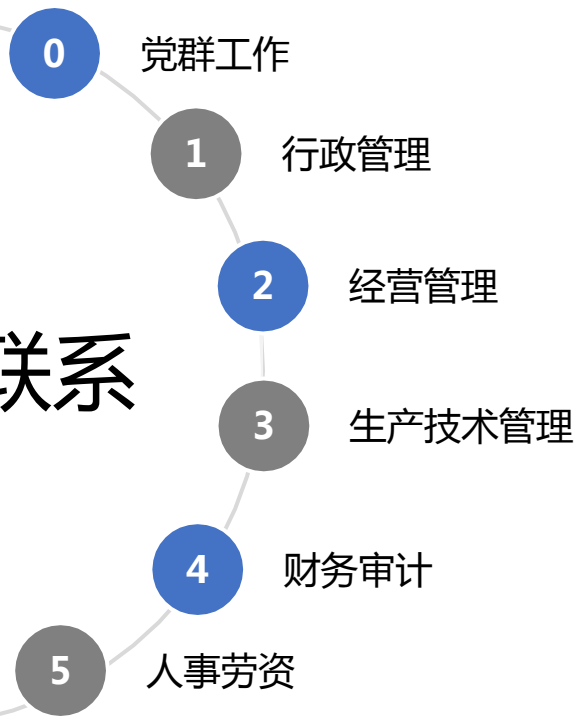 0 党群工作
1 行政管理
2 经营管理
联系
3 生产技术管理
4 财务审计
5 人事劳资